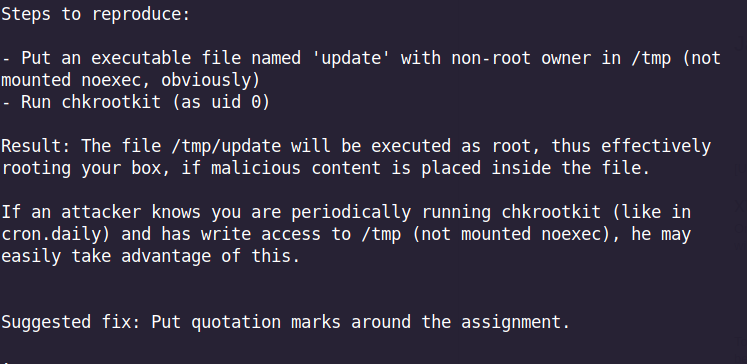 Steps to reproduce:
- Put an executable file named 'update' with non-root owner in /tmp (not
mounted noexec, obviously)
- Run chkrootkit (as uid 0)
Result: The file /tmp/update will be executed as root, thus effectively
rooting your box, if malicious content is placed inside the file.
If an attacker knows you are periodically running chkrootkit (like in
cron.daily) and has write access to /tmp (not mounted noexec), he may
easily take advantage of this.
Suggested fix: Put quotation marks around the assignment.